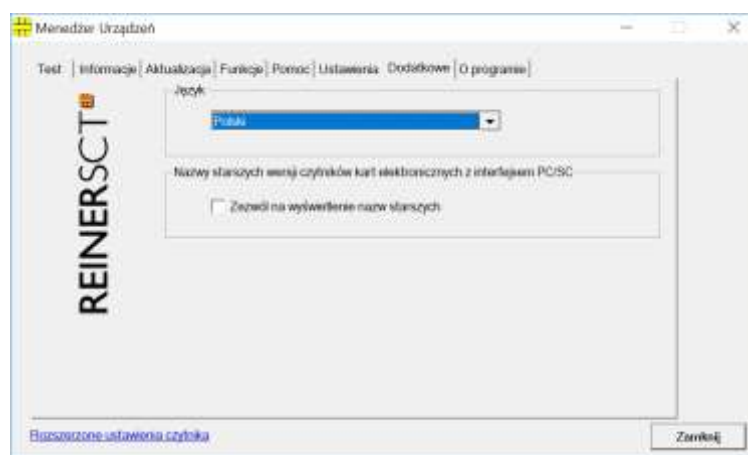 Menedżer Urządzeń
Test Informacje Aktualizacja Funkcje Pomoc Ustawienia Dodatkowe O programie
REINERSCT
Język
Polski
Nazwy starszych wersji czytników kart elektronicznych z interfejsem PC/SC
Zezwól na wyświetlenie nazw starszych
Rozszerzone ustawienia czytnika
Zamknij